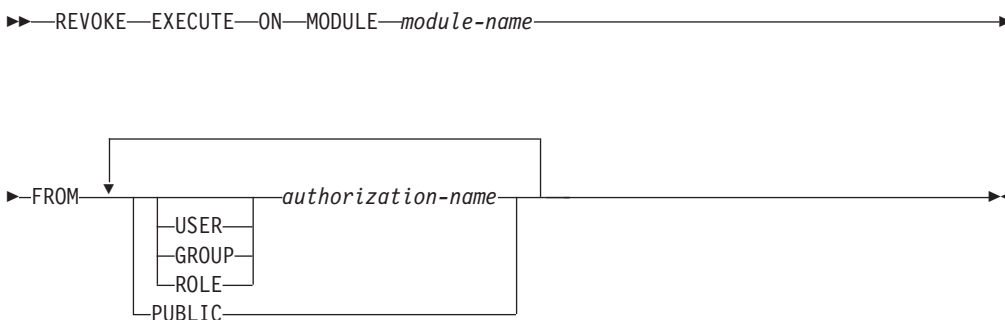 REVOKE EXECUTE ON MODULE module-name
FROM authorization-name
USER
GROUP
ROLE
PUBLIC